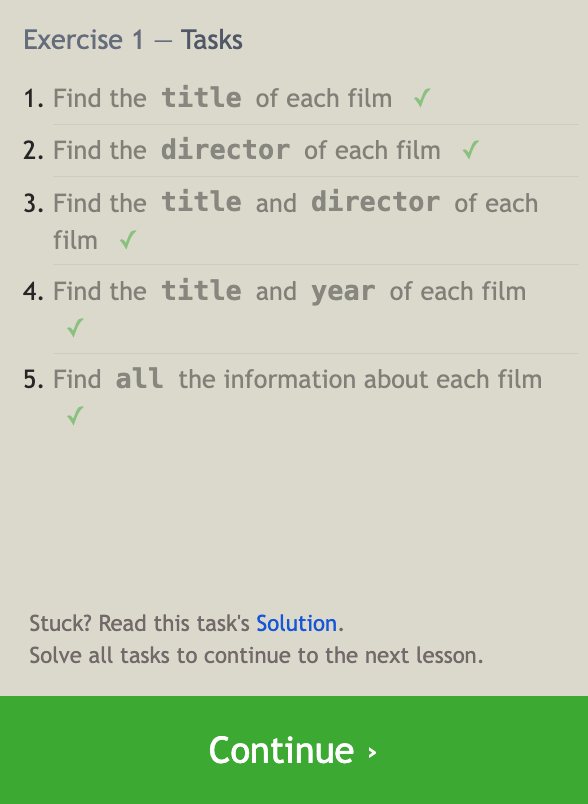 Exercise 1 — Tasks
1. Find the title of each film ✓
2. Find the director of each film ✓
3. Find the title and director of each
film ✓
4. Find the title and year of each film
✓
5. Find all the information about each film
✓
Stuck? Read this task's Solution.
Solve all tasks to continue to the next lesson.
Continue ›